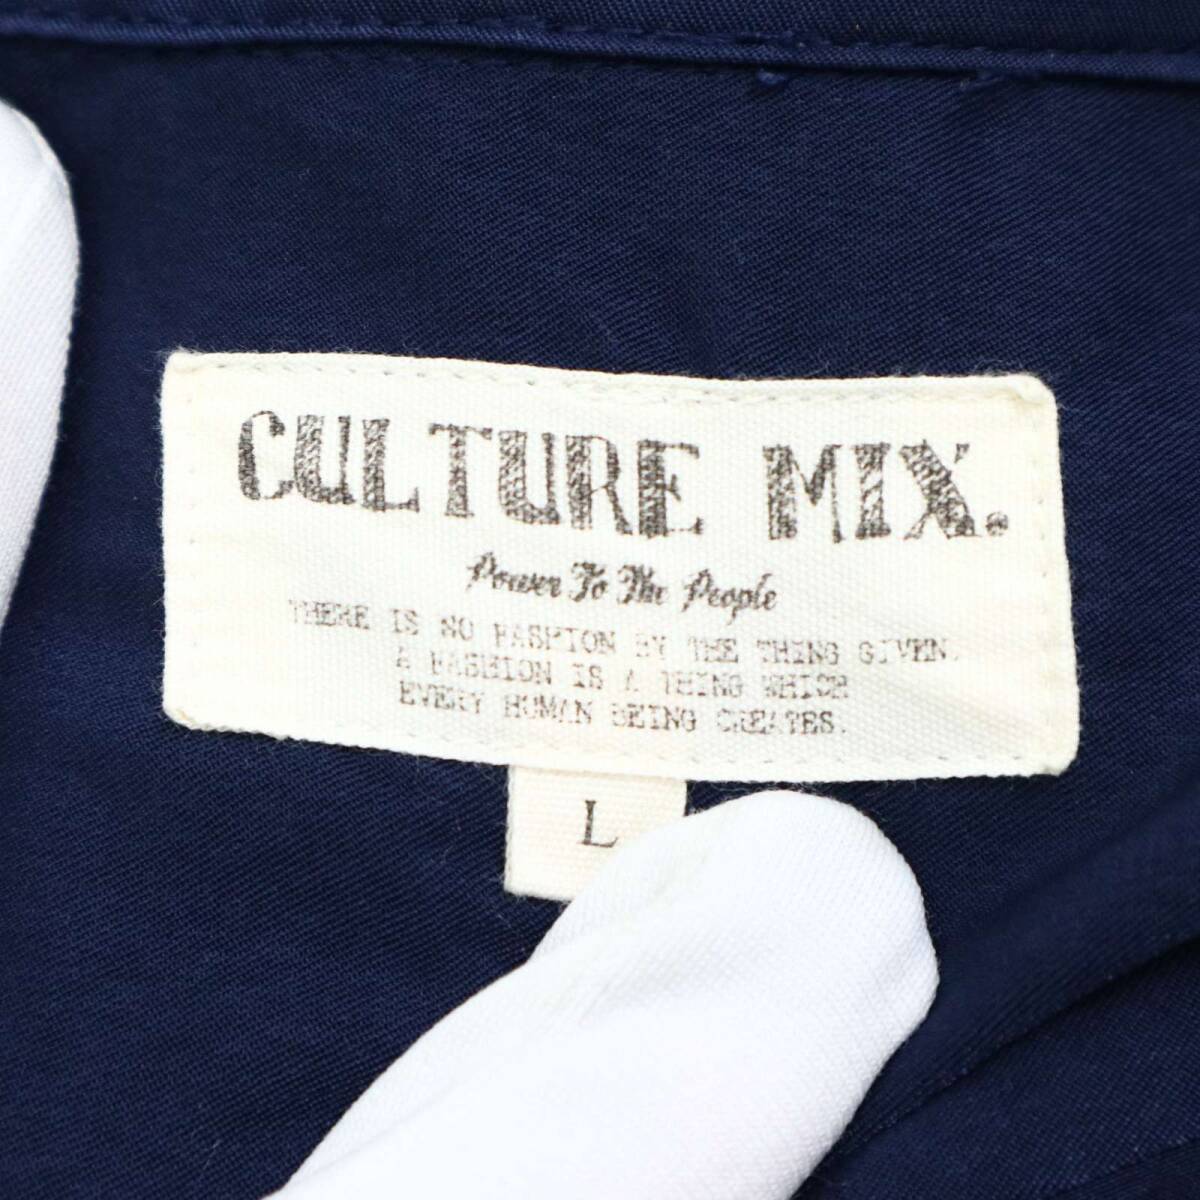 CULTURE MIX.
Power To The People
THERE IS NO FASHION BY THE THING GIVEN.
A FASHION IS A THING WHICH
EVERY HUMAN BEING CREATES.
L